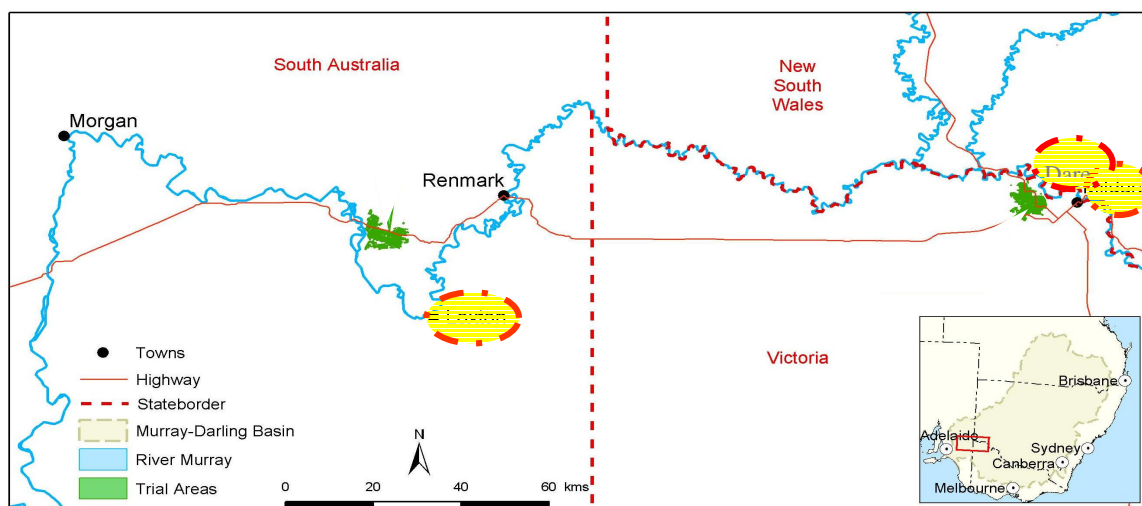 South Australia
New
South
Wales
Morgan
Renmark
Dare
Victoria
Towns
Highway
Stateborder
Murray-Darling Basin
River Murray
Trial Areas
N
0 20 40 60 kms
Brisbane
Adelaide
Sydney
Canberra
Melbourne